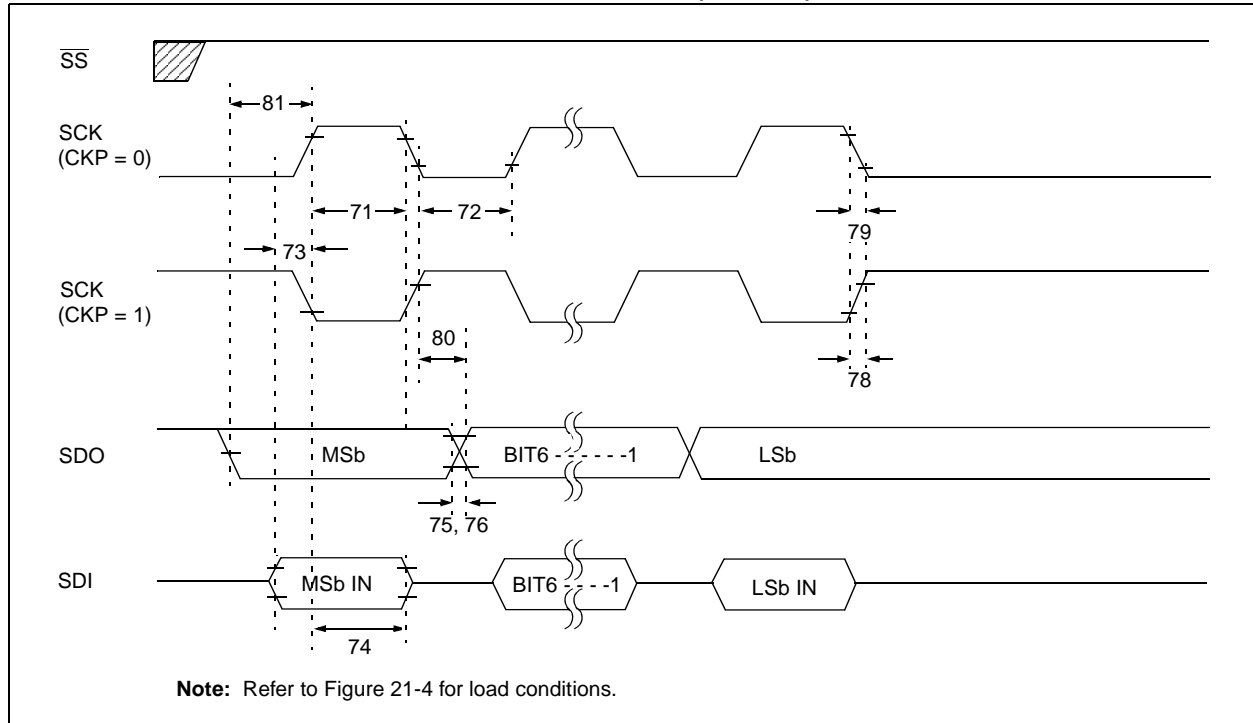 SS
81
SCK
(CKP = 0)
71
72
79
73
SCK
(CKP = 1)
80
78
SDO
MSb
BIT6 - - - - - -1
LSb
75, 76
SDI
MSb IN
BIT6 - - - -1
LSb IN
74
Note: Refer to Figure 21-4 for load conditions.